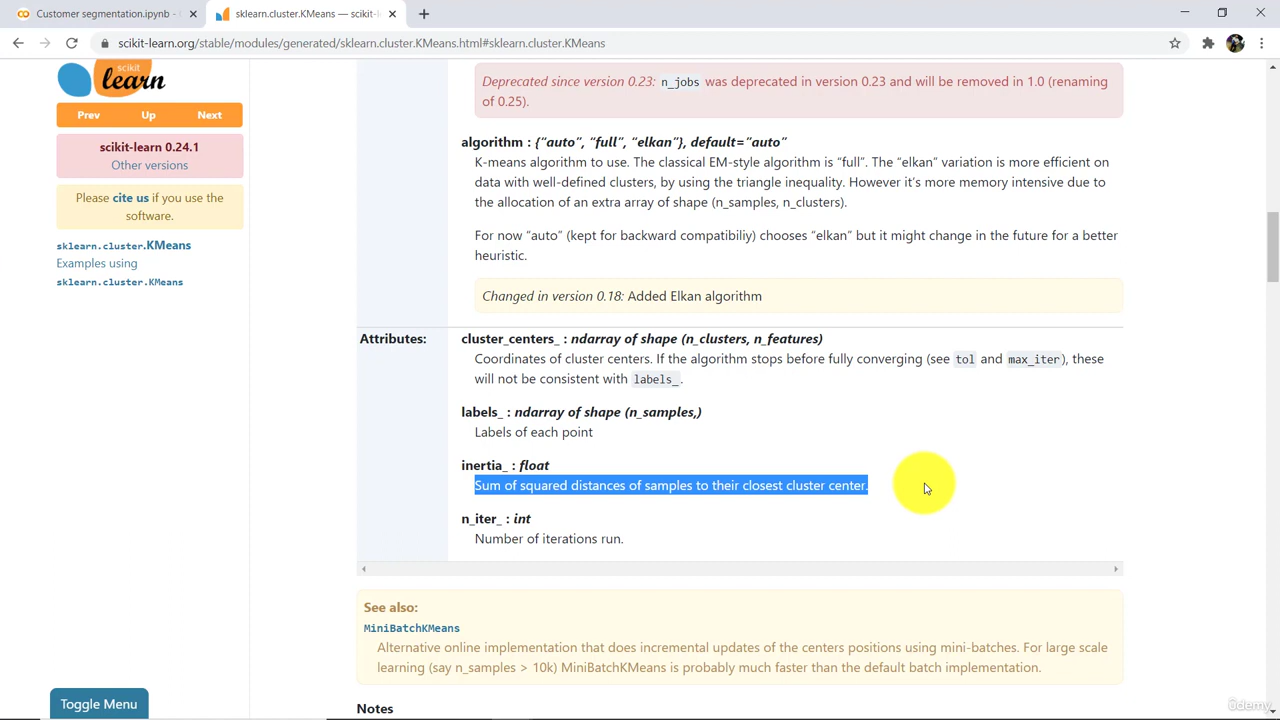 Customer segmentation.ipynb -
sklearn.cluster.KMeans — scikit-l
scikit-learn.org/stable/modules/generated/sklearn.cluster.KMeans.html#sklearn.cluster.KMeans
scikit
learn
Prev Up Next
scikit-learn 0.24.1
Other versions
Please cite us if you use the
software.
sklearn.cluster.KMeans
Examples using
sklearn.cluster.KMeans
Toggle Menu
Deprecated since version 0.23: n_jobs was deprecated in version 0.23 and will be removed in 1.0 (renaming
of 0.25).
algorithm : {“auto”, “full”, “elkan”}, default=”auto”
K-means algorithm to use. The classical EM-style algorithm is “full”. The “elkan” variation is more efficient on
data with well-defined clusters, by using the triangle inequality. However it’s more memory intensive due to
the allocation of an extra array of shape (n_samples, n_clusters).
For now “auto” (kept for backward compatibiliy) chooses “elkan” but it might change in the future for a better
heuristic.
Changed in version 0.18: Added Elkan algorithm
Attributes:
cluster_centers_ : ndarray of shape (n_clusters, n_features)
Coordinates of cluster centers. If the algorithm stops before fully converging (see tol and max_iter), these
will not be consistent with labels_.
labels_ : ndarray of shape (n_samples,)
Labels of each point
inertia_ : float
Sum of squared distances of samples to their closest cluster center.
n_iter_ : int
Number of iterations run.
See also:
MiniBatchKMeans
Alternative online implementation that does incremental updates of the centers positions using mini-batches. For large scale
learning (say n_samples > 10k) MiniBatchKMeans is probably much faster than the default batch implementation.
Notes
ûdemy